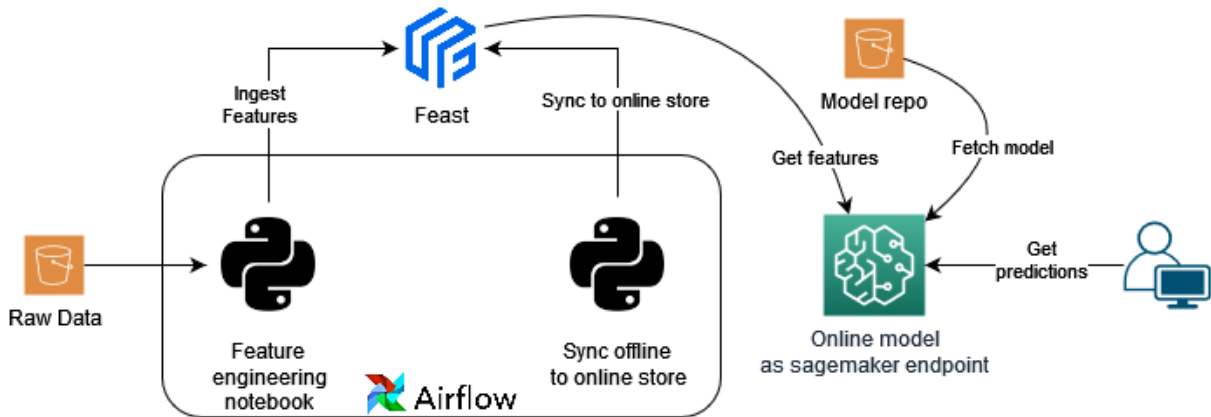 Ingest
Features
Feast
Sync to online store
Model repo
Get features
Fetch model
Raw Data
Get
predictions
Feature
engineering
notebook
Sync offline
to online store
Airflow
Online model
as sagemaker endpoint